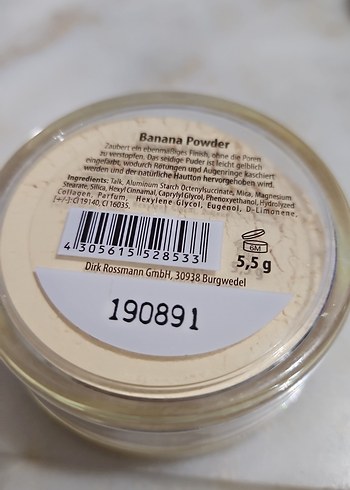 Banana Powder
Zaubert ein ebenmäßiges Finish, ohne die Poren
zu verstopfen. Das seidige Puder ist leicht gelblich
eingefärbt, wodurch Rötungen und Augenringe kaschiert
werden und der natürliche Hautton hervorgehoben wird.
Ingredients: Talk, Aluminum Starch Octenylsuccinate, Mica, Magnesium
Stearate, Silica, Hexyl Cinnamal, Caprylyl Glycol, Phenoxyethanol, Hydrolyzed
Collagen, Parfum, Hexylene Glycol, Eugenol, D-Limonene.
[+/-]: CI 19140, CI 16035.
4 305615 528533
6M
5,5 g
Dirk Rossmann GmbH, 30938 Burgwedel
190891